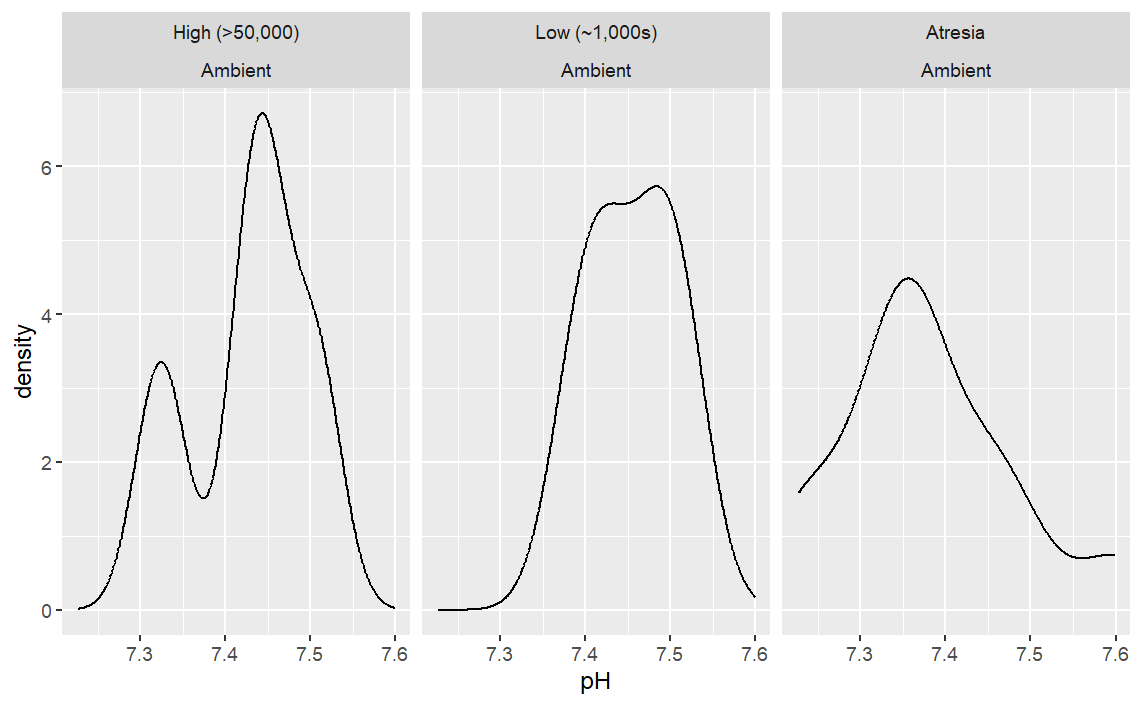 High (>50,000) Low (~1,000s) Atresia
Ambient Ambient Ambient
6
4
2
0
density
7.3 7.4 7.5 7.6 7.3 7.4 7.5 7.6 7.3 7.4 7.5 7.6
pH